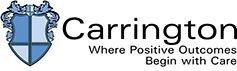 Carrington
Where Positive Outcomes
Begin with Care